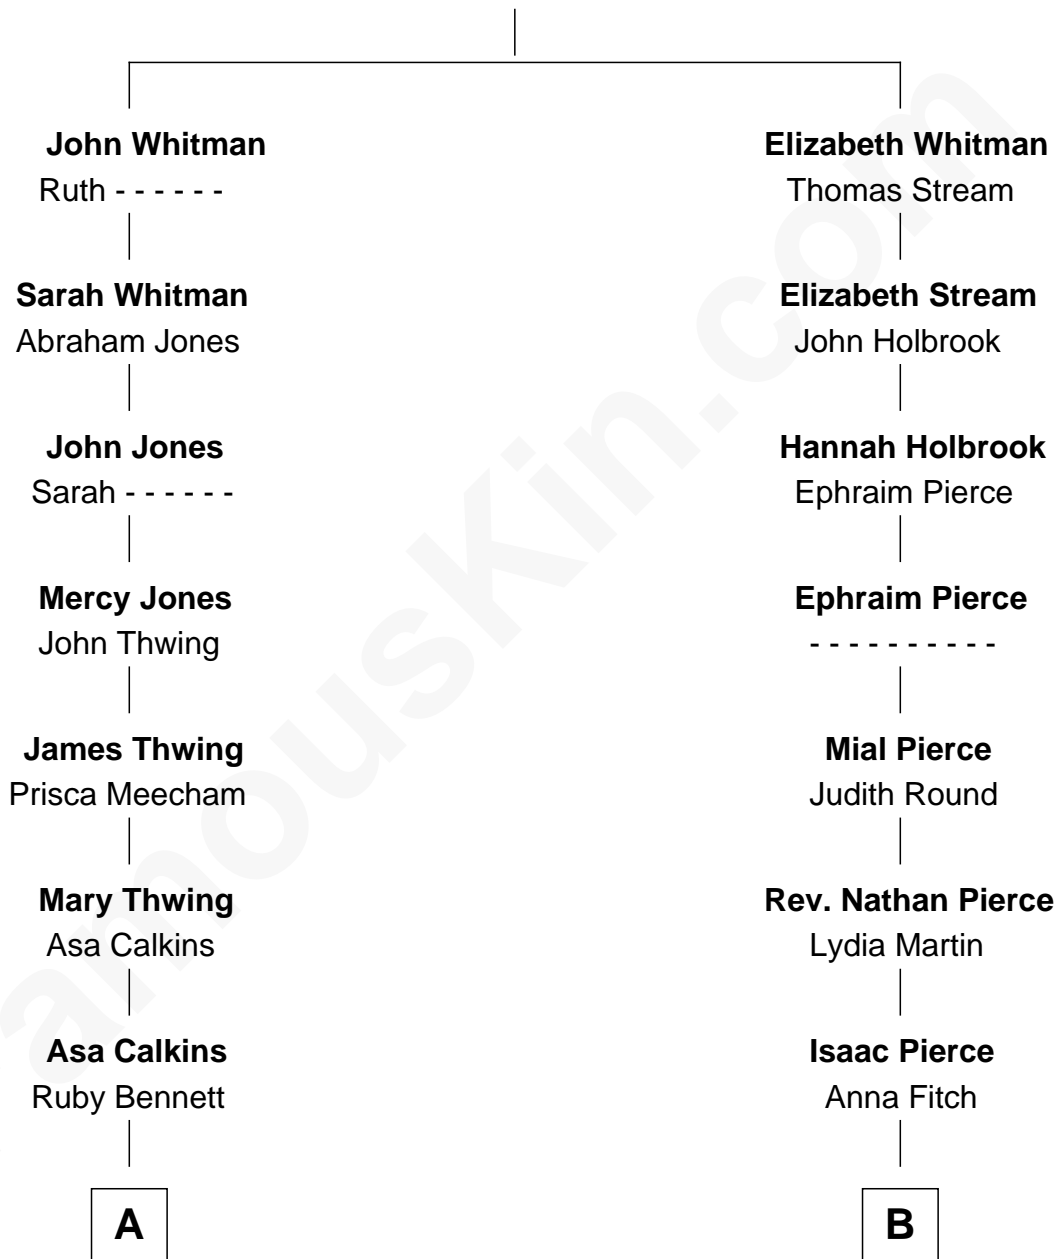 John Whitman
Ruth - - - - - -
Elizabeth Whitman
Thomas Stream
Sarah Whitman
Abraham Jones
Elizabeth Stream
John Holbrook
John Jones
Sarah - - - - - -
Hannah Holbrook
Ephraim Pierce
Mercy Jones
John Thwing
Ephraim Pierce
- - - - - - - - - -
James Thwing
Prisca Meecham
Mial Pierce
Judith Round
Mary Thwing
Asa Calkins
Rev. Nathan Pierce
Lydia Martin
Asa Calkins
Ruby Bennett
Isaac Pierce
Anna Fitch
A
B
amouskin.com